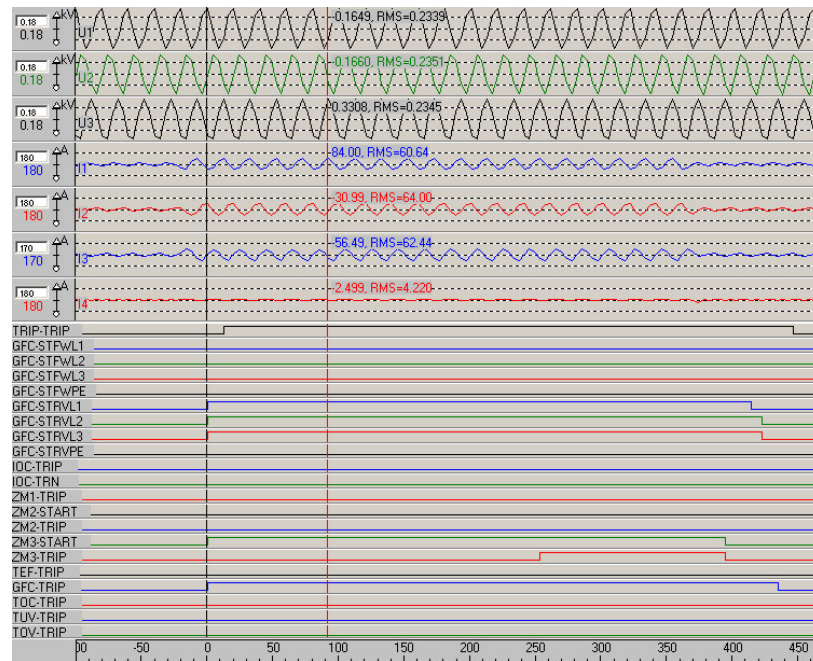 0.18 kV -0.1649, RMS=0.2339
0.18 U1
0.18 kV -0.1660, RMS=0.2351
0.18 U2
0.18 kV 0.3308, RMS=0.2345
0.18 U3
180 A 84.00, RMS=60.64
180 I1
180 A -30.99, RMS=64.00
180 I2
170 A -56.49, RMS=62.44
170 I3
180 A -2.499, RMS=4.220
180 I4
TRIP-TRIP
GFC-STFWL1
GFC-STFWL2
GFC-STFWL3
GFC-STFWPE
GFC-STRVL1
GFC-STRVL2
GFC-STRVL3
GFC-STRVPE
IOC-TRIP
IOC-TRN
ZM1-TRIP
ZM2-START
ZM2-TRIP
ZM3-START
ZM3-TRIP
TEF-TRIP
GFC-TRIP
TOC-TRIP
TUV-TRIP
TOV-TRIP
00 -50 0 50 100 150 200 250 300 350 400 450